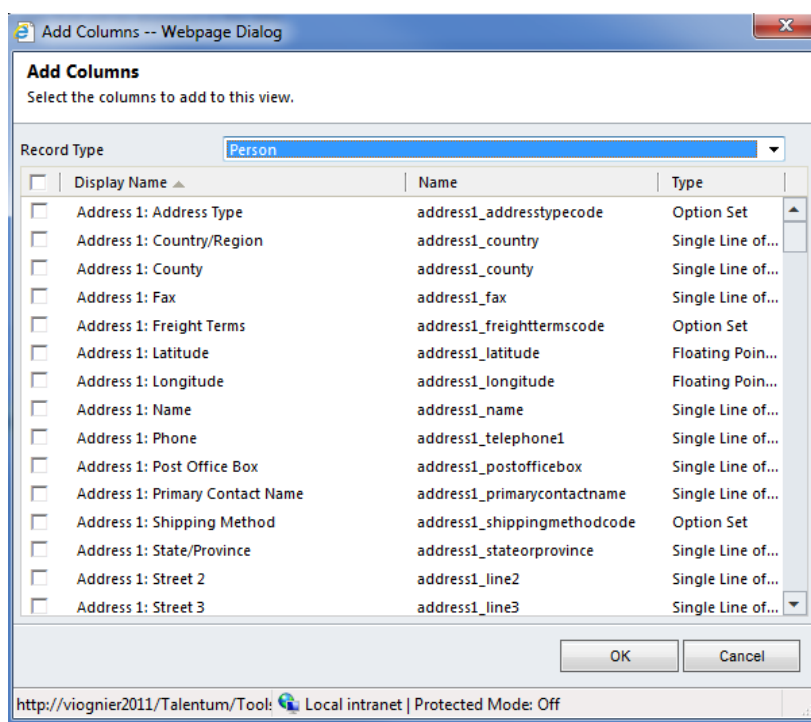 Add Columns -- Webpage Dialog
Add Columns
Select the columns to add to this view.
Record Type Person
Display Name Name Type
Address 1: Address Type address1_addresstypecode Option Set
Address 1: Country/Region address1_country Single Line of...
Address 1: County address1_county Single Line of...
Address 1: Fax address1_fax Single Line of...
Address 1: Freight Terms address1_freighttermscode Option Set
Address 1: Latitude address1_latitude Floating Poin...
Address 1: Longitude address1_longitude Floating Poin...
Address 1: Name address1_name Single Line of...
Address 1: Phone address1_telephone1 Single Line of...
Address 1: Post Office Box address1_postofficebox Single Line of...
Address 1: Primary Contact Name address1_primarycontactname Single Line of...
Address 1: Shipping Method address1_shippingmethodcode Option Set
Address 1: State/Province address1_stateorprovince Single Line of...
Address 1: Street 2 address1_line2 Single Line of...
Address 1: Street 3 address1_line3 Single Line of...
OK Cancel
http://viognier2011/Talentum/Tool: Local intranet | Protected Mode: Off